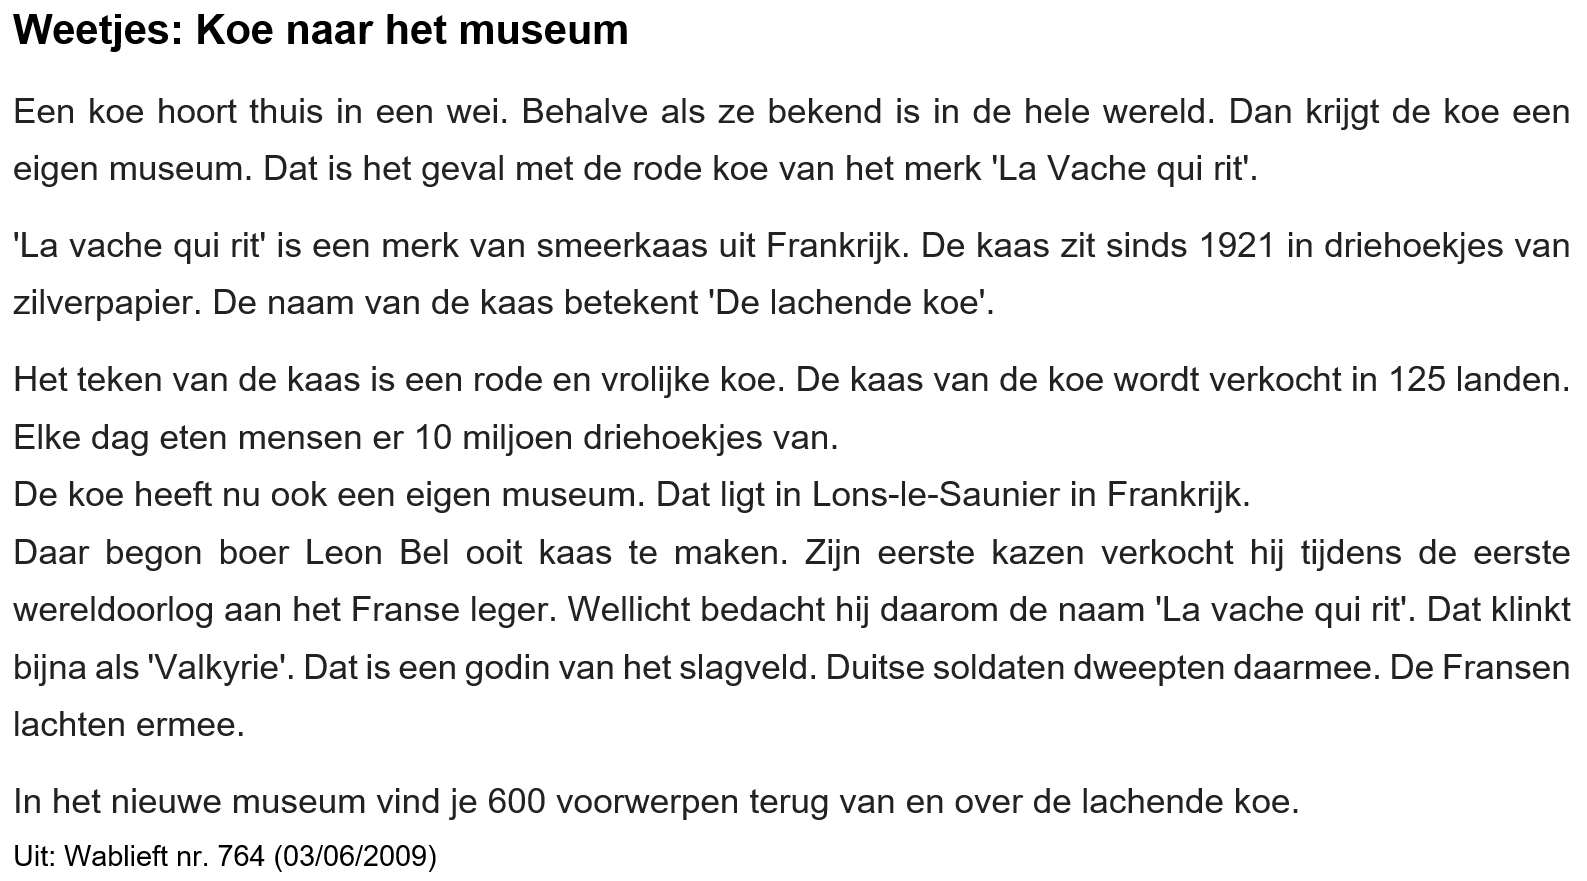 Weetjes: Koe naar het museum
Een koe hoort thuis in een wei. Behalve als ze bekend is in de hele wereld. Dan krijgt de koe een
eigen museum. Dat is het geval met de rode koe van het merk 'La Vache qui rit'.
'La vache qui rit' is een merk van smeerkaas uit Frankrijk. De kaas zit sinds 1921 in driehoekjes van
zilverpapier. De naam van de kaas betekent 'De lachende koe'.
Het teken van de kaas is een rode en vrolijke koe. De kaas van de koe wordt verkocht in 125 landen.
Elke dag eten mensen er 10 miljoen driehoekjes van.
De koe heeft nu ook een eigen museum. Dat ligt in Lons-le-Saunier in Frankrijk.
Daar begon boer Leon Bel ooit kaas te maken. Zijn eerste kazen verkocht hij tijdens de eerste
wereldoorlog aan het Franse leger. Wellicht bedacht hij daarom de naam 'La vache qui rit'. Dat klinkt
bijna als 'Valkyrie'. Dat is een godin van het slagveld. Duitse soldaten dweepten daarmee. De Fransen
lachten ermee.
In het nieuwe museum vind je 600 voorwerpen terug van en over de lachende koe.
Uit: Wablieft nr. 764 (03/06/2009)